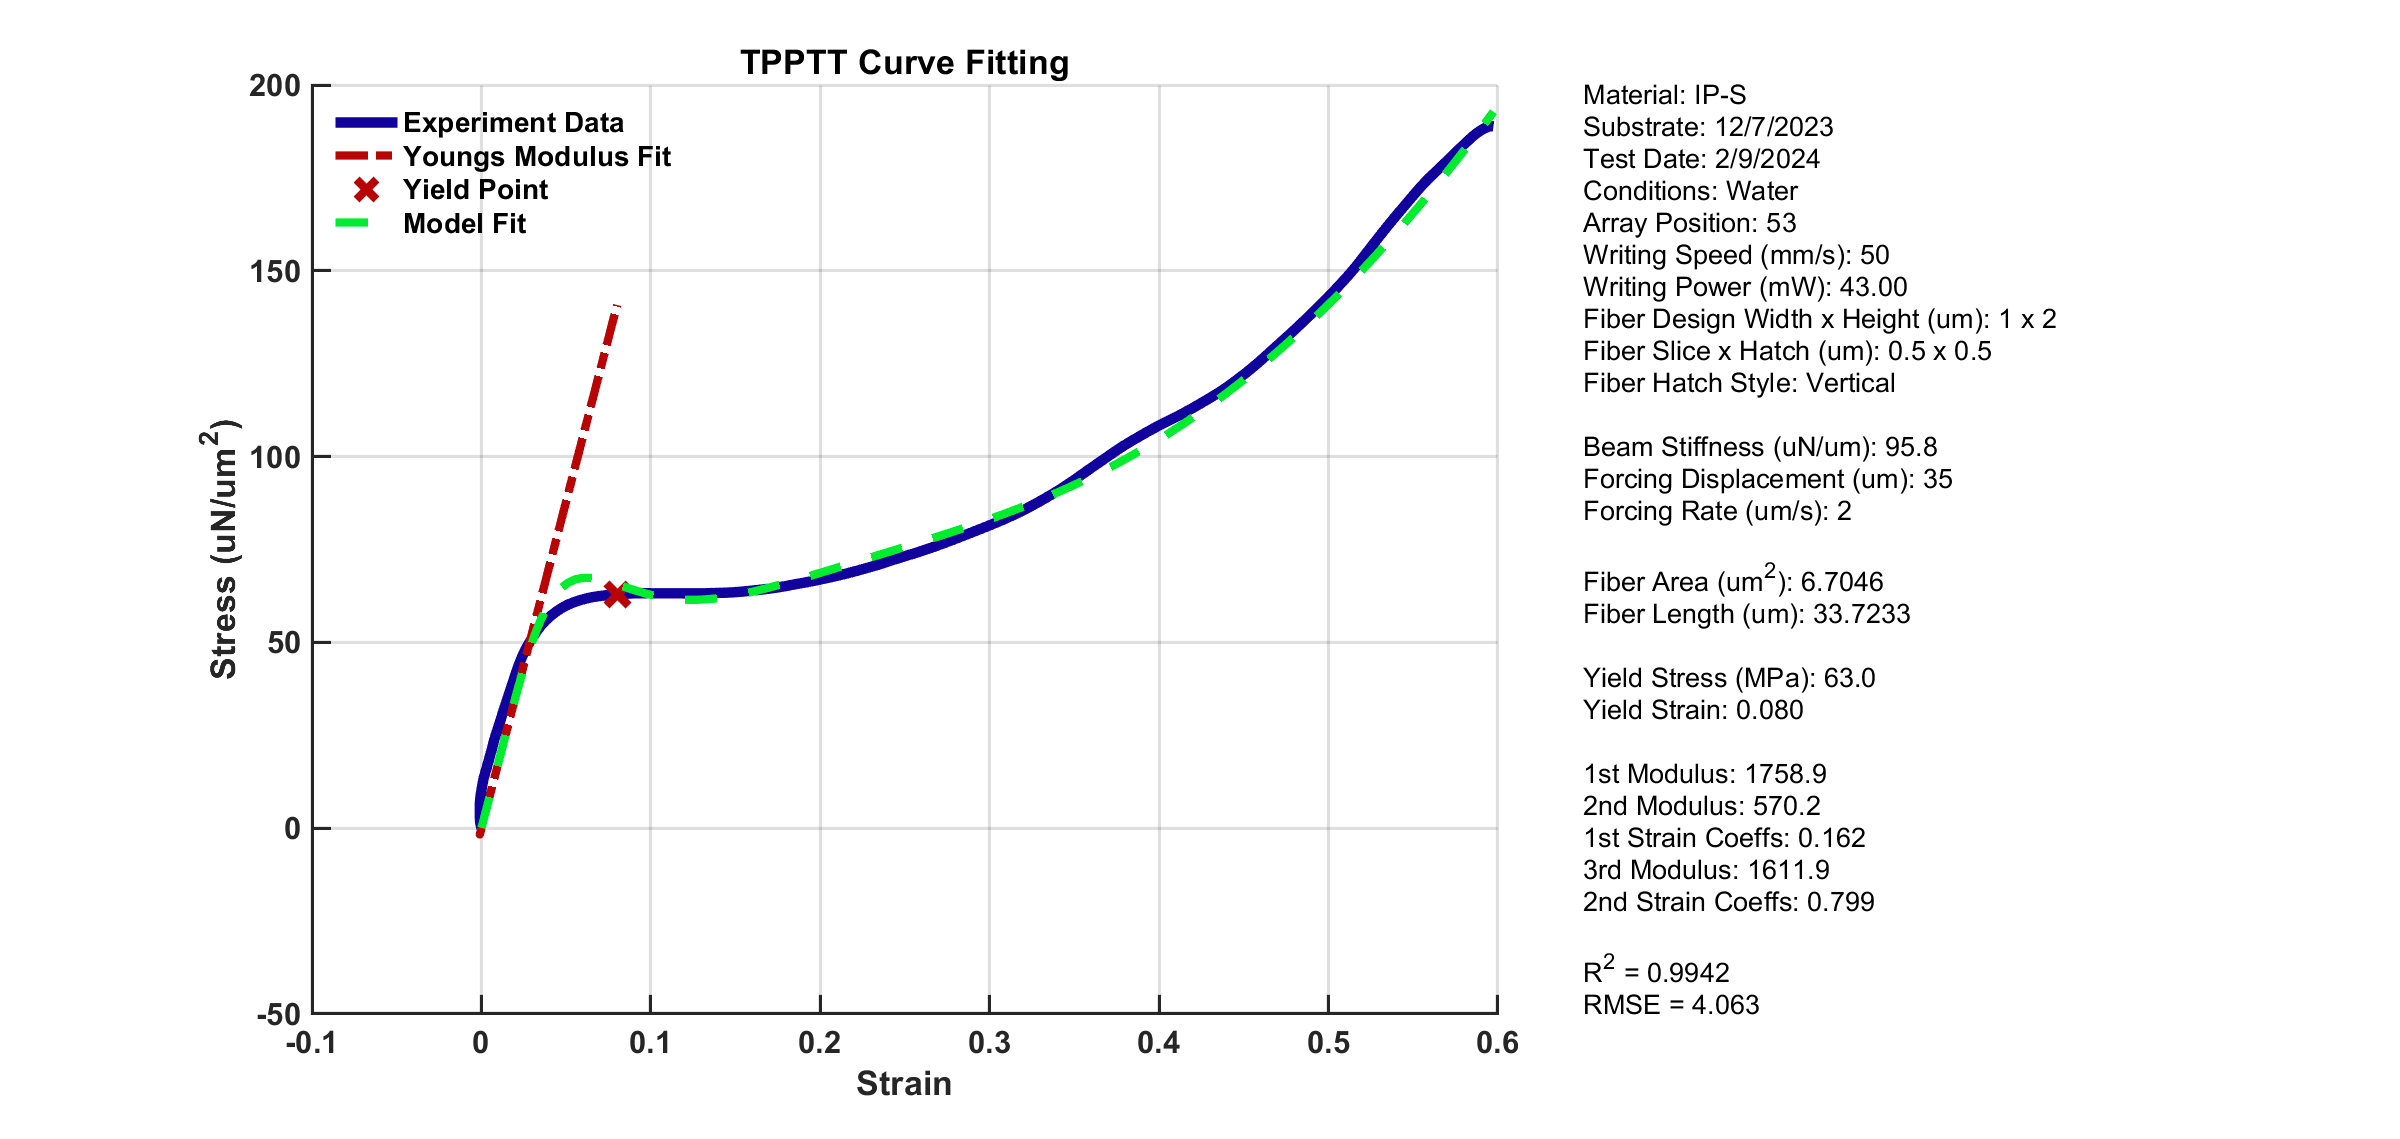 TPPTT Curve Fitting
200
150
100
50
0
-50
Stress (uN/um²)
Experiment Data
Youngs Modulus Fit
Yield Point
Model Fit
-0.1 0 0.1 0.2 0.3 0.4 0.5 0.6
Strain
Material: IP-S
Substrate: 12/7/2023
Test Date: 2/9/2024
Conditions: Water
Array Position: 53
Writing Speed (mm/s): 50
Writing Power (mW): 43.00
Fiber Design Width x Height (um): 1 x 2
Fiber Slice x Hatch (um): 0.5 x 0.5
Fiber Hatch Style: Vertical
Beam Stiffness (uN/um): 95.8
Forcing Displacement (um): 35
Forcing Rate (um/s): 2
Fiber Area (um²): 6.7046
Fiber Length (um): 33.7233
Yield Stress (MPa): 63.0
Yield Strain: 0.080
1st Modulus: 1758.9
2nd Modulus: 570.2
1st Strain Coeffs: 0.162
3rd Modulus: 1611.9
2nd Strain Coeffs: 0.799
R² = 0.9942
RMSE = 4.063